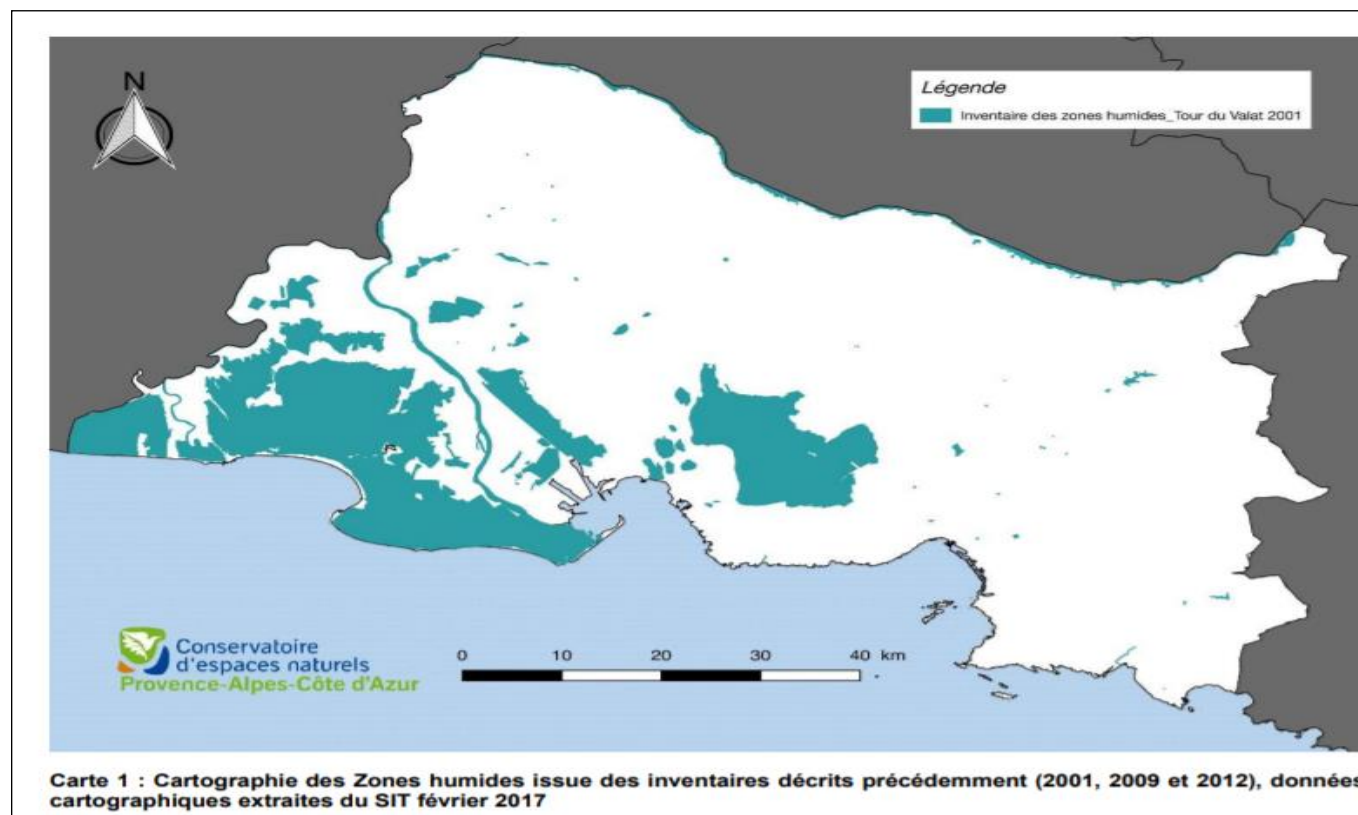 N
Légende
Inventaire des zones humides_Tour du Valat 2001
Conservatoire
d'espaces naturels
Provence-Alpes-Côte d'Azur
0 10 20 30 40 km
Carte 1 : Cartographie des Zones humides issue des inventaires décrits précédemment (2001, 2009 et 2012), données
cartographiques extraites du SIT février 2017